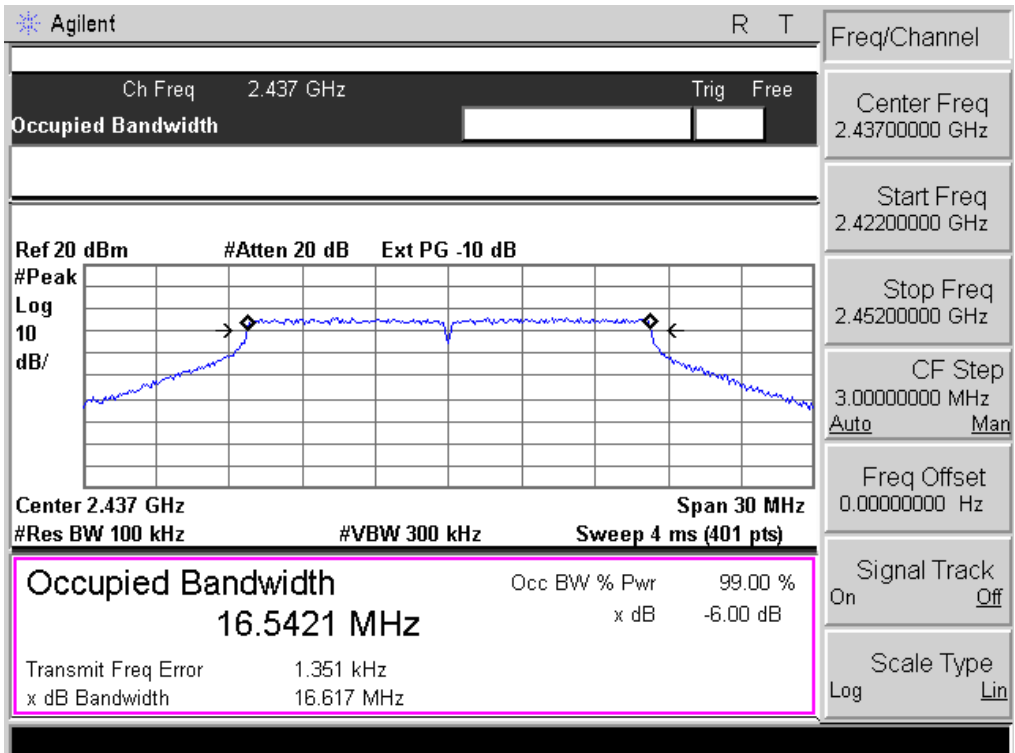 Agilent R T
Ch Freq 2.437 GHz Trig Free
Occupied Bandwidth
Ref 20 dBm #Atten 20 dB Ext PG -10 dB
#Peak
Log
10
dB/
Center 2.437 GHz Span 30 MHz
#Res BW 100 kHz #VBW 300 kHz Sweep 4 ms (401 pts)
Occupied Bandwidth Occ BW % Pwr 99.00 %
16.5421 MHz x dB -6.00 dB
Transmit Freq Error 1.351 kHz
x dB Bandwidth 16.617 MHz
Freq/Channel
Center Freq
2.43700000 GHz
Start Freq
2.42200000 GHz
Stop Freq
2.45200000 GHz
CF Step
3.00000000 MHz
Auto Man
Freq Offset
0.00000000 Hz
Signal Track
On Off
Scale Type
Log Lin